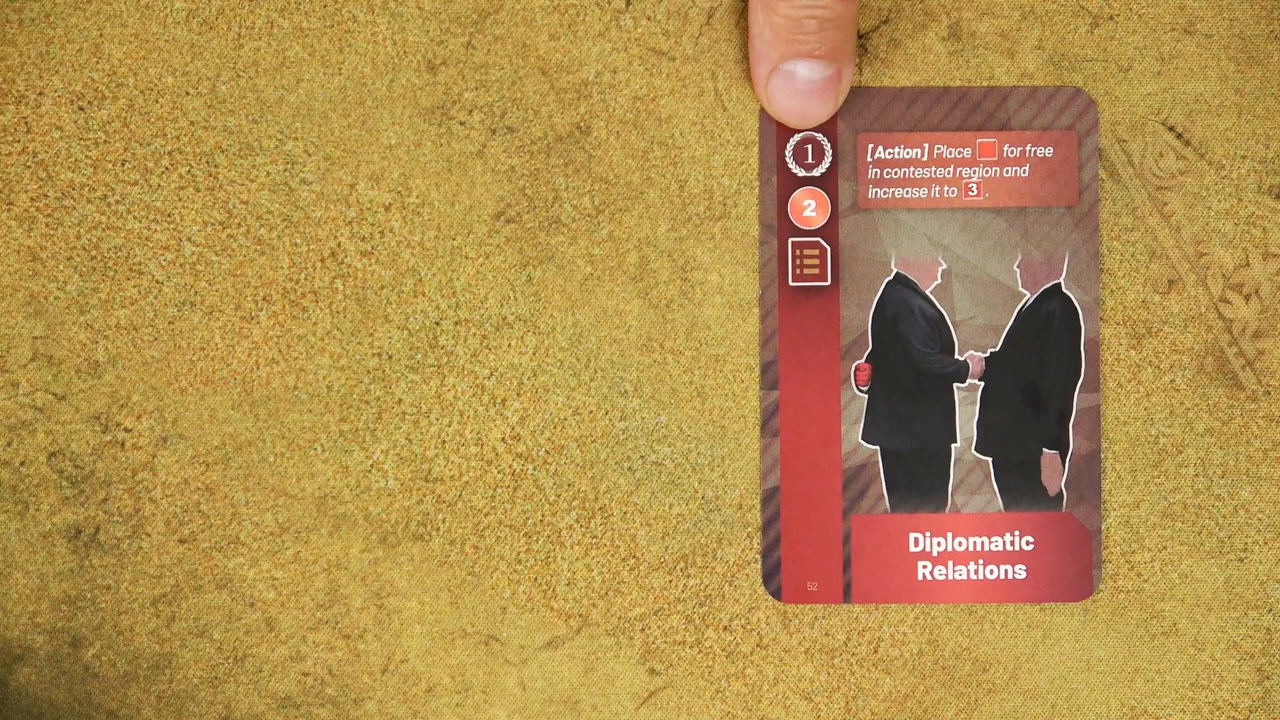 1
2
[Action] Place for free
in contested region and
increase it to 3.
Diplomatic
Relations
52